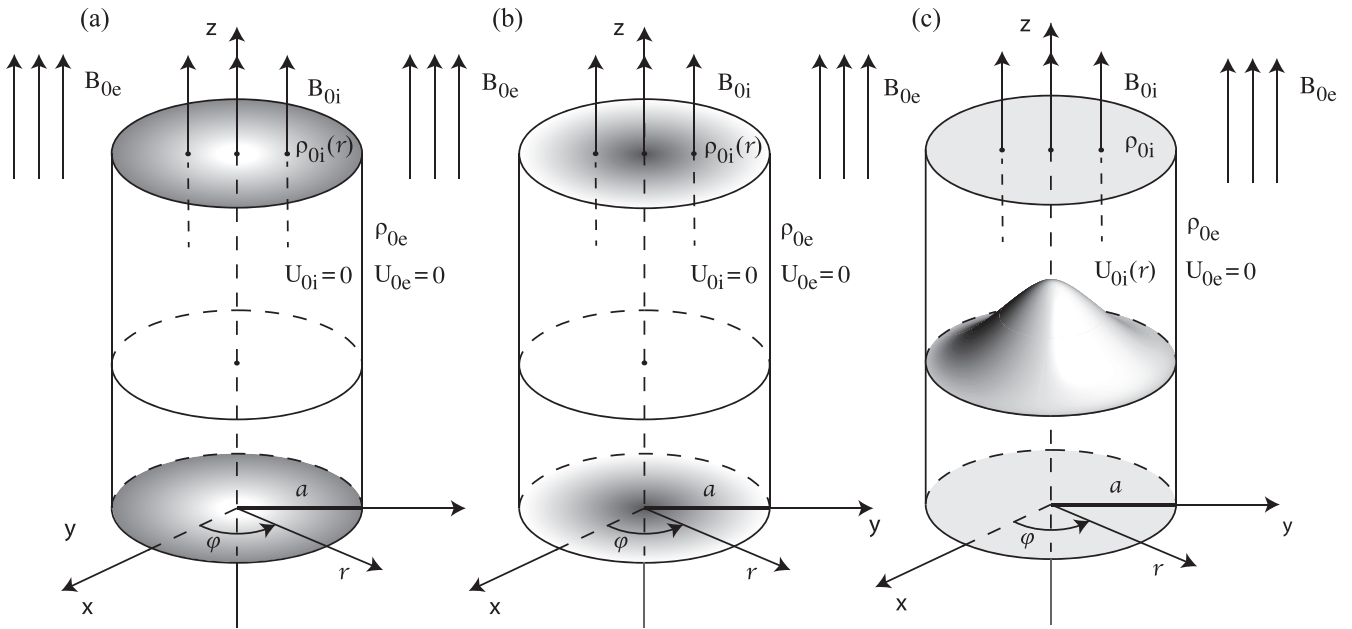 (a)
z
B0e
B0i
ρ0i(r)
ρ0e
U0i=0
U0e=0
a
φ
y
r
x
(b)
z
B0e
B0i
ρ0i(r)
ρ0e
U0i=0
U0e=0
a
φ
y
r
x
(c)
z
B0e
B0i
B0e
ρ0i
ρ0e
U0i(r)
U0e=0
a
φ
y
r
x